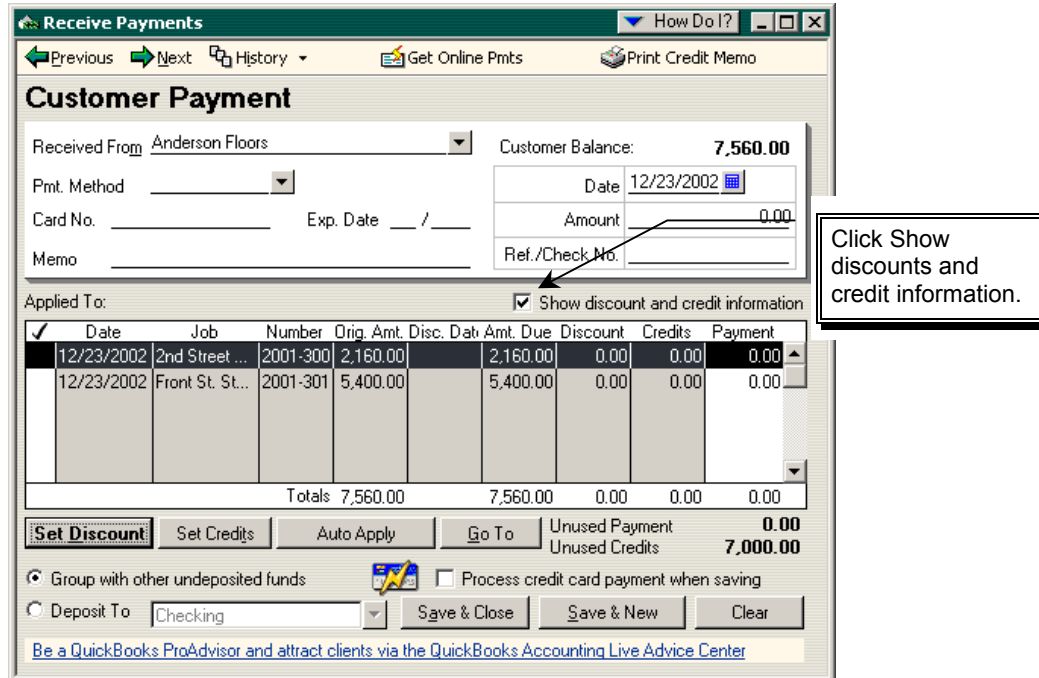 Receive Payments How Do I?
Previous Next History Get Online Pmts Print Credit Memo
Customer Payment
Received From Anderson Floors Customer Balance: 7,560.00
Pmt. Method Date 12/23/2002
Card No. Exp. Date / Amount 0.00
Memo Ref./Check No.
Click Show
discounts and
credit information.
Applied To: Show discount and credit information
Date Job Number Orig. Amt. Disc. Dat Amt. Due Discount Credits Payment
12/23/2002 2nd Street ... 2001-300 2,160.00 2,160.00 0.00 0.00 0.00
12/23/2002 Front St. St... 2001-301 5,400.00 5,400.00 0.00 0.00 0.00
Totals 7,560.00 7,560.00 0.00 0.00 0.00
Set Discount Set Credits Auto Apply Go To Unused Payment 0.00
Unused Credits 7,000.00
Group with other undeposited funds Process credit card payment when saving
Deposit To Checking Save & Close Save & New Clear
Be a QuickBooks ProAdvisor and attract clients via the QuickBooks Accounting Live Advice Center